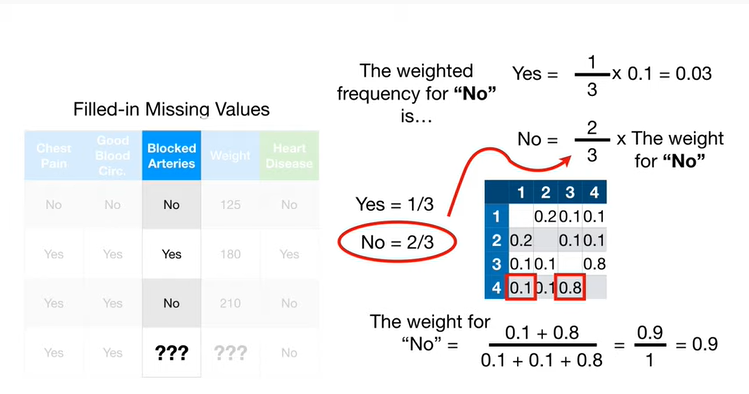 The weighted
frequency for “No”
is…
Yes = 1/3 x 0.1 = 0.03
No = 2/3 x The weight
for “No”
Filled-in Missing Values
Chest Pain Good Blood Circ. Blocked Arteries Weight Heart Disease
No No No 125 No
Yes Yes Yes 180 Yes
Yes Yes No 210 No
Yes Yes ??? ??? No
Yes = 1/3
No = 2/3
1 2 3 4
1 0.2 0.1 0.1
2 0.2 0.1 0.1
3 0.1 0.1 0.8
4 0.1 0.1 0.8
The weight for
“No” = 0.1 + 0.8 / 0.1 + 0.1 + 0.8 = 0.9 / 1 = 0.9